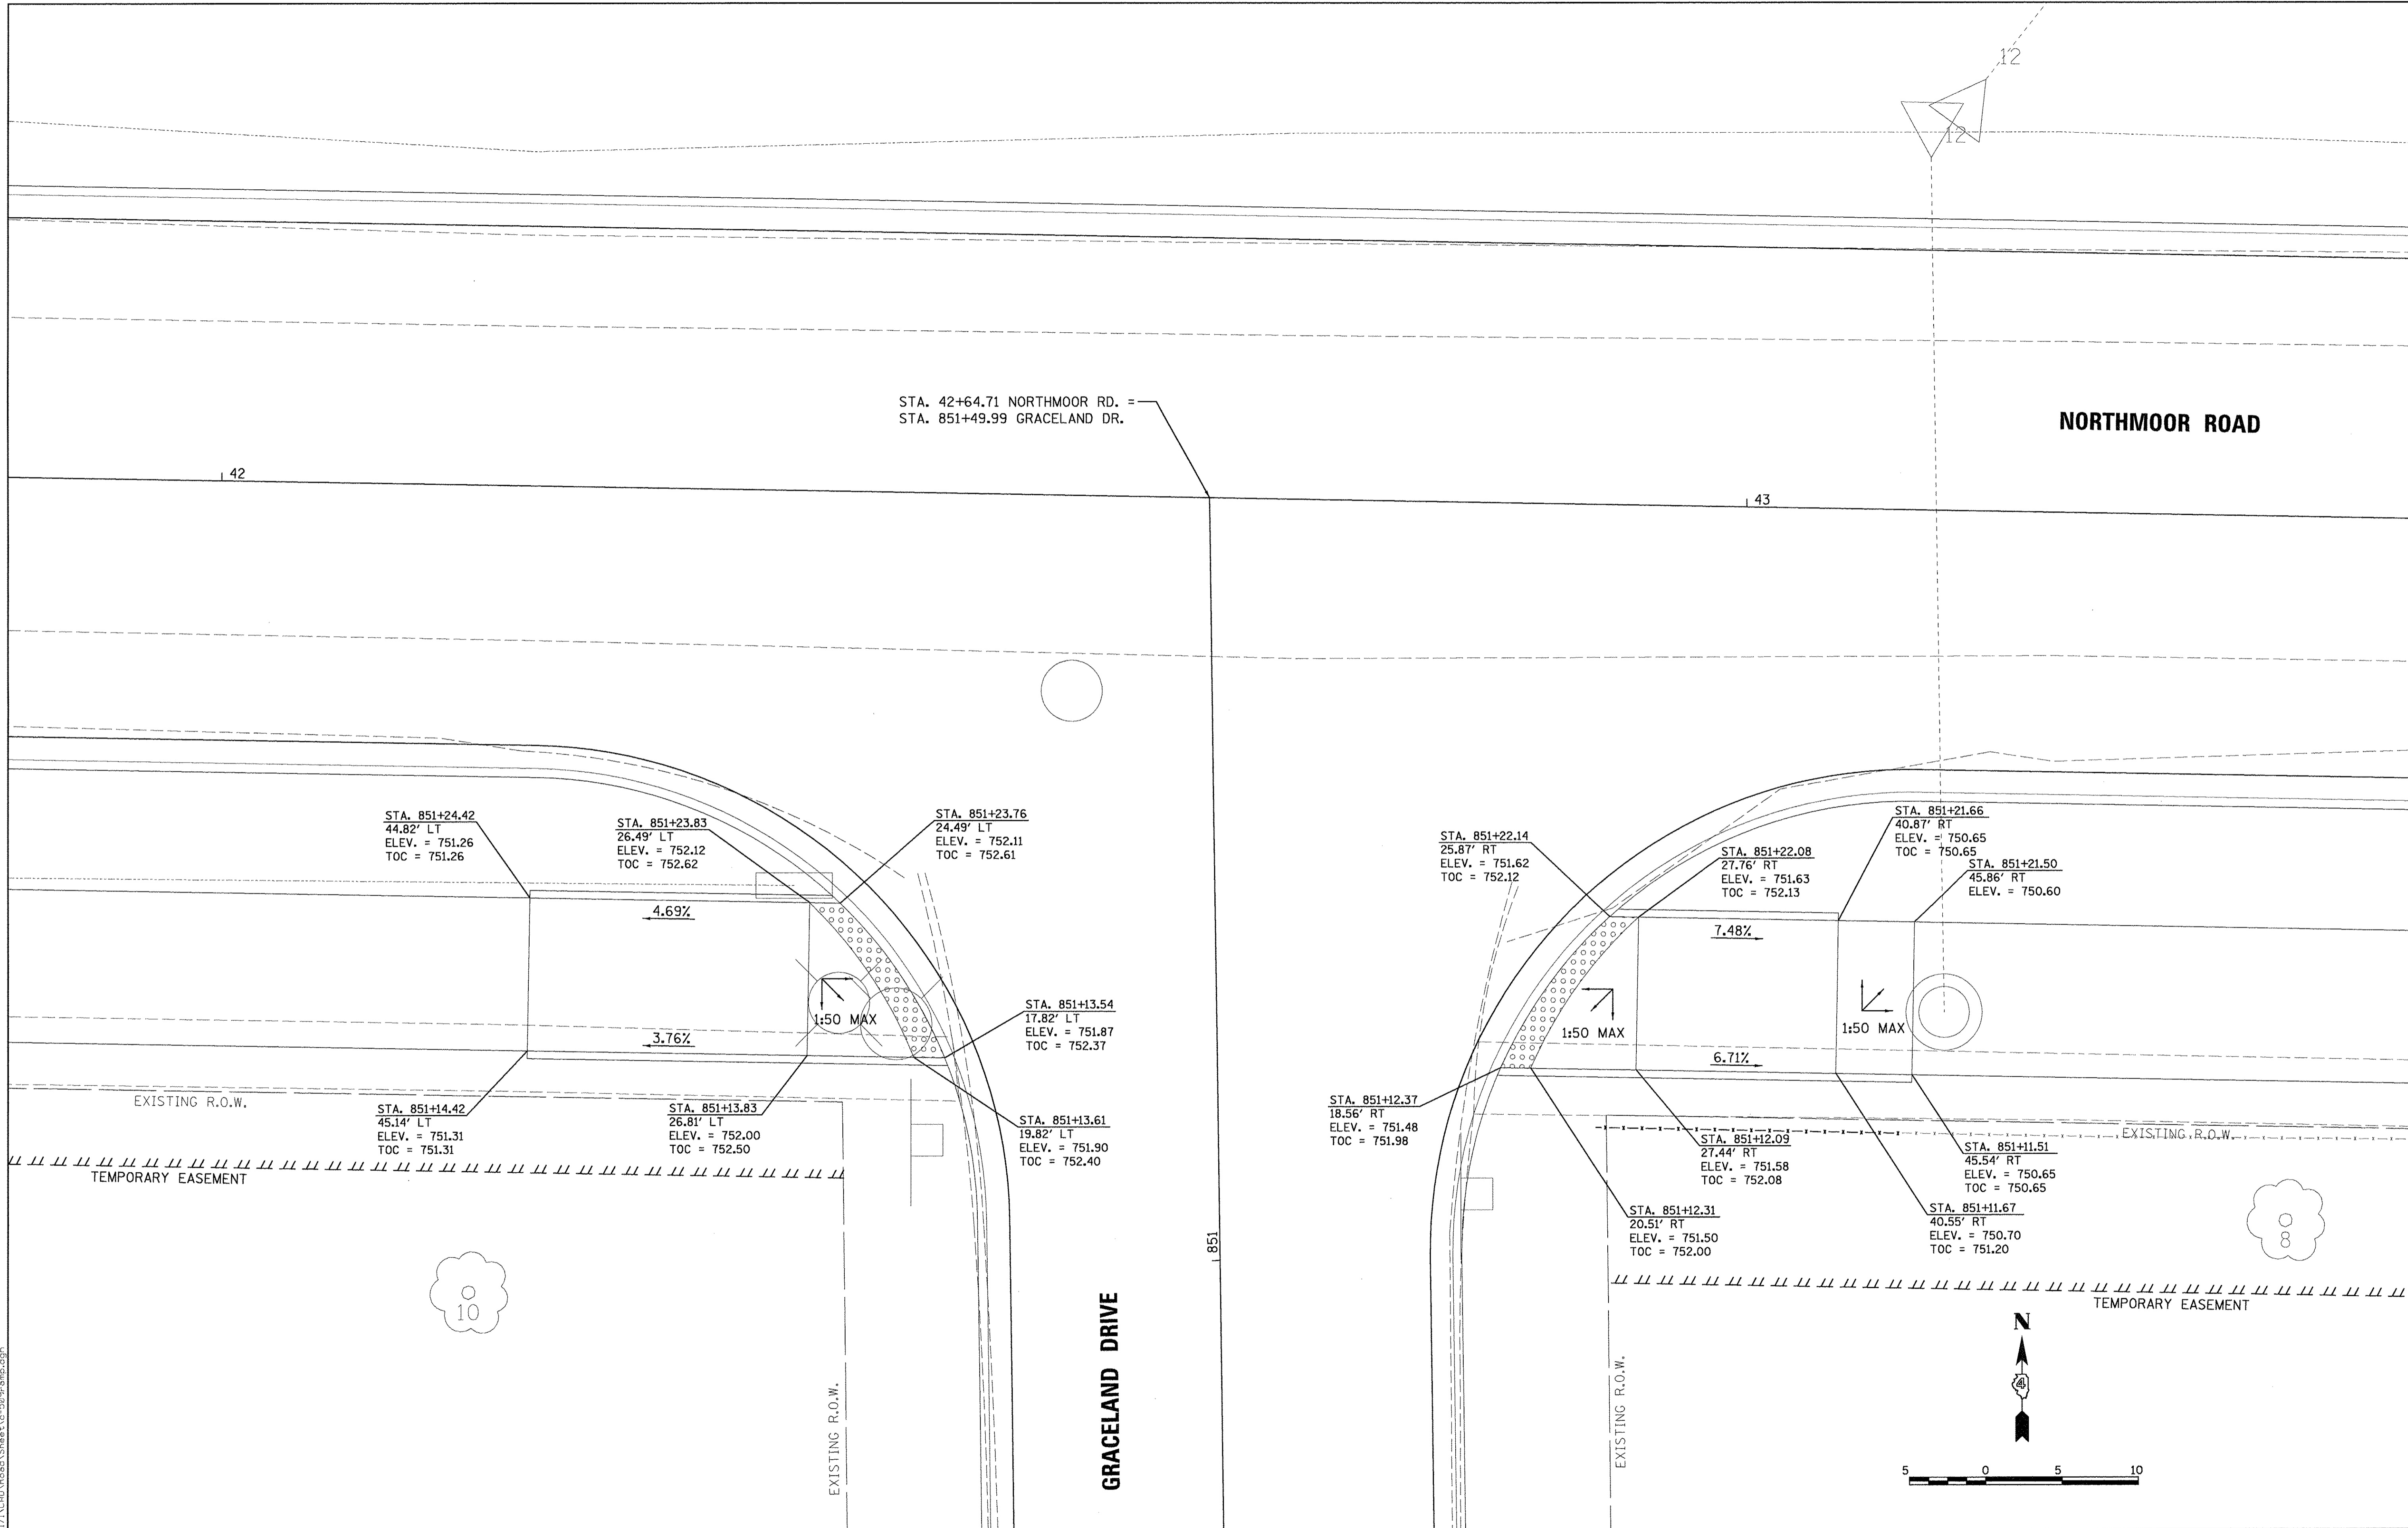 12
12
STA. 42+64.71 NORTHMOOR RD. =
STA. 851+49.99 GRACELAND DR.
NORTHMOOR ROAD
42
43
STA. 851+24.42
44.82' LT
ELEV. = 751.26
TOC = 751.26
STA. 851+23.83
26.49' LT
ELEV. = 752.12
TOC = 752.62
STA. 851+23.76
24.49' LT
ELEV. = 752.11
TOC = 752.61
STA. 851+22.14
25.87' RT
ELEV. = 751.62
TOC = 752.12
STA. 851+22.08
27.76' RT
ELEV. = 751.63
TOC = 752.13
STA. 851+21.66
40.87' RT
ELEV. = 750.65
TOC = 750.65
STA. 851+21.50
45.86' RT
ELEV. = 750.60
4.69%
7.48%
1:50 MAX
1:50 MAX
1:50 MAX
3.76%
6.71%
STA. 851+13.54
17.82' LT
ELEV. = 751.87
TOC = 752.37
EXISTING R.O.W.
STA. 851+14.42
45.14' LT
ELEV. = 751.31
TOC = 751.31
STA. 851+13.83
26.81' LT
ELEV. = 752.00
TOC = 752.50
STA. 851+13.61
19.82' LT
ELEV. = 751.90
TOC = 752.40
STA. 851+12.37
18.56' RT
ELEV. = 751.48
TOC = 751.98
STA. 851+12.09
27.44' RT
ELEV. = 751.58
TOC = 752.08
EXISTING R.O.W.
STA. 851+11.51
45.54' RT
ELEV. = 750.65
TOC = 750.65
STA. 851+12.31
20.51' RT
ELEV. = 751.50
TOC = 752.00
STA. 851+11.67
40.55' RT
ELEV. = 750.70
TOC = 751.20
TEMPORARY EASEMENT
TEMPORARY EASEMENT
10
8
851
GRACELAND DRIVE
EXISTING R.O.W.
EXISTING R.O.W.
N
4
5 0 5 10